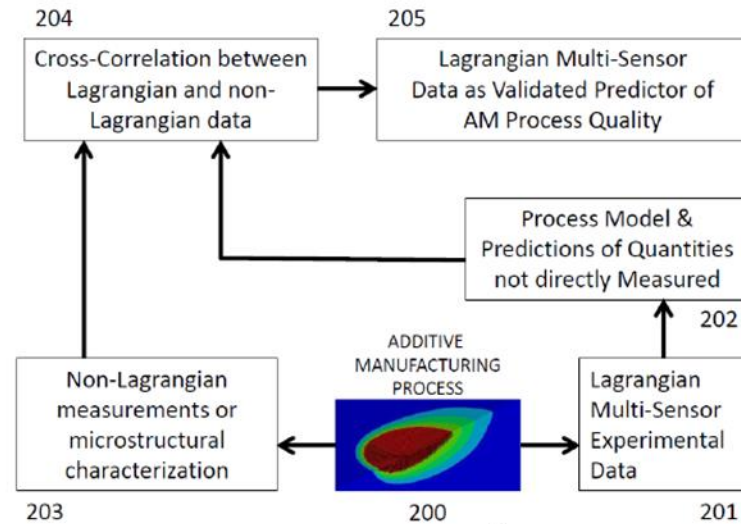 204
205
Cross-Correlation between
Lagrangian and non-
Lagrangian data
Lagrangian Multi-Sensor
Data as Validated Predictor of
AM Process Quality
Process Model &
Predictions of Quantities
not directly Measured
202
ADDITIVE
MANUFACTURING
PROCESS
Non-Lagrangian
measurements or
microstructural
characterization
Lagrangian
Multi-Sensor
Experimental
Data
203
200
201